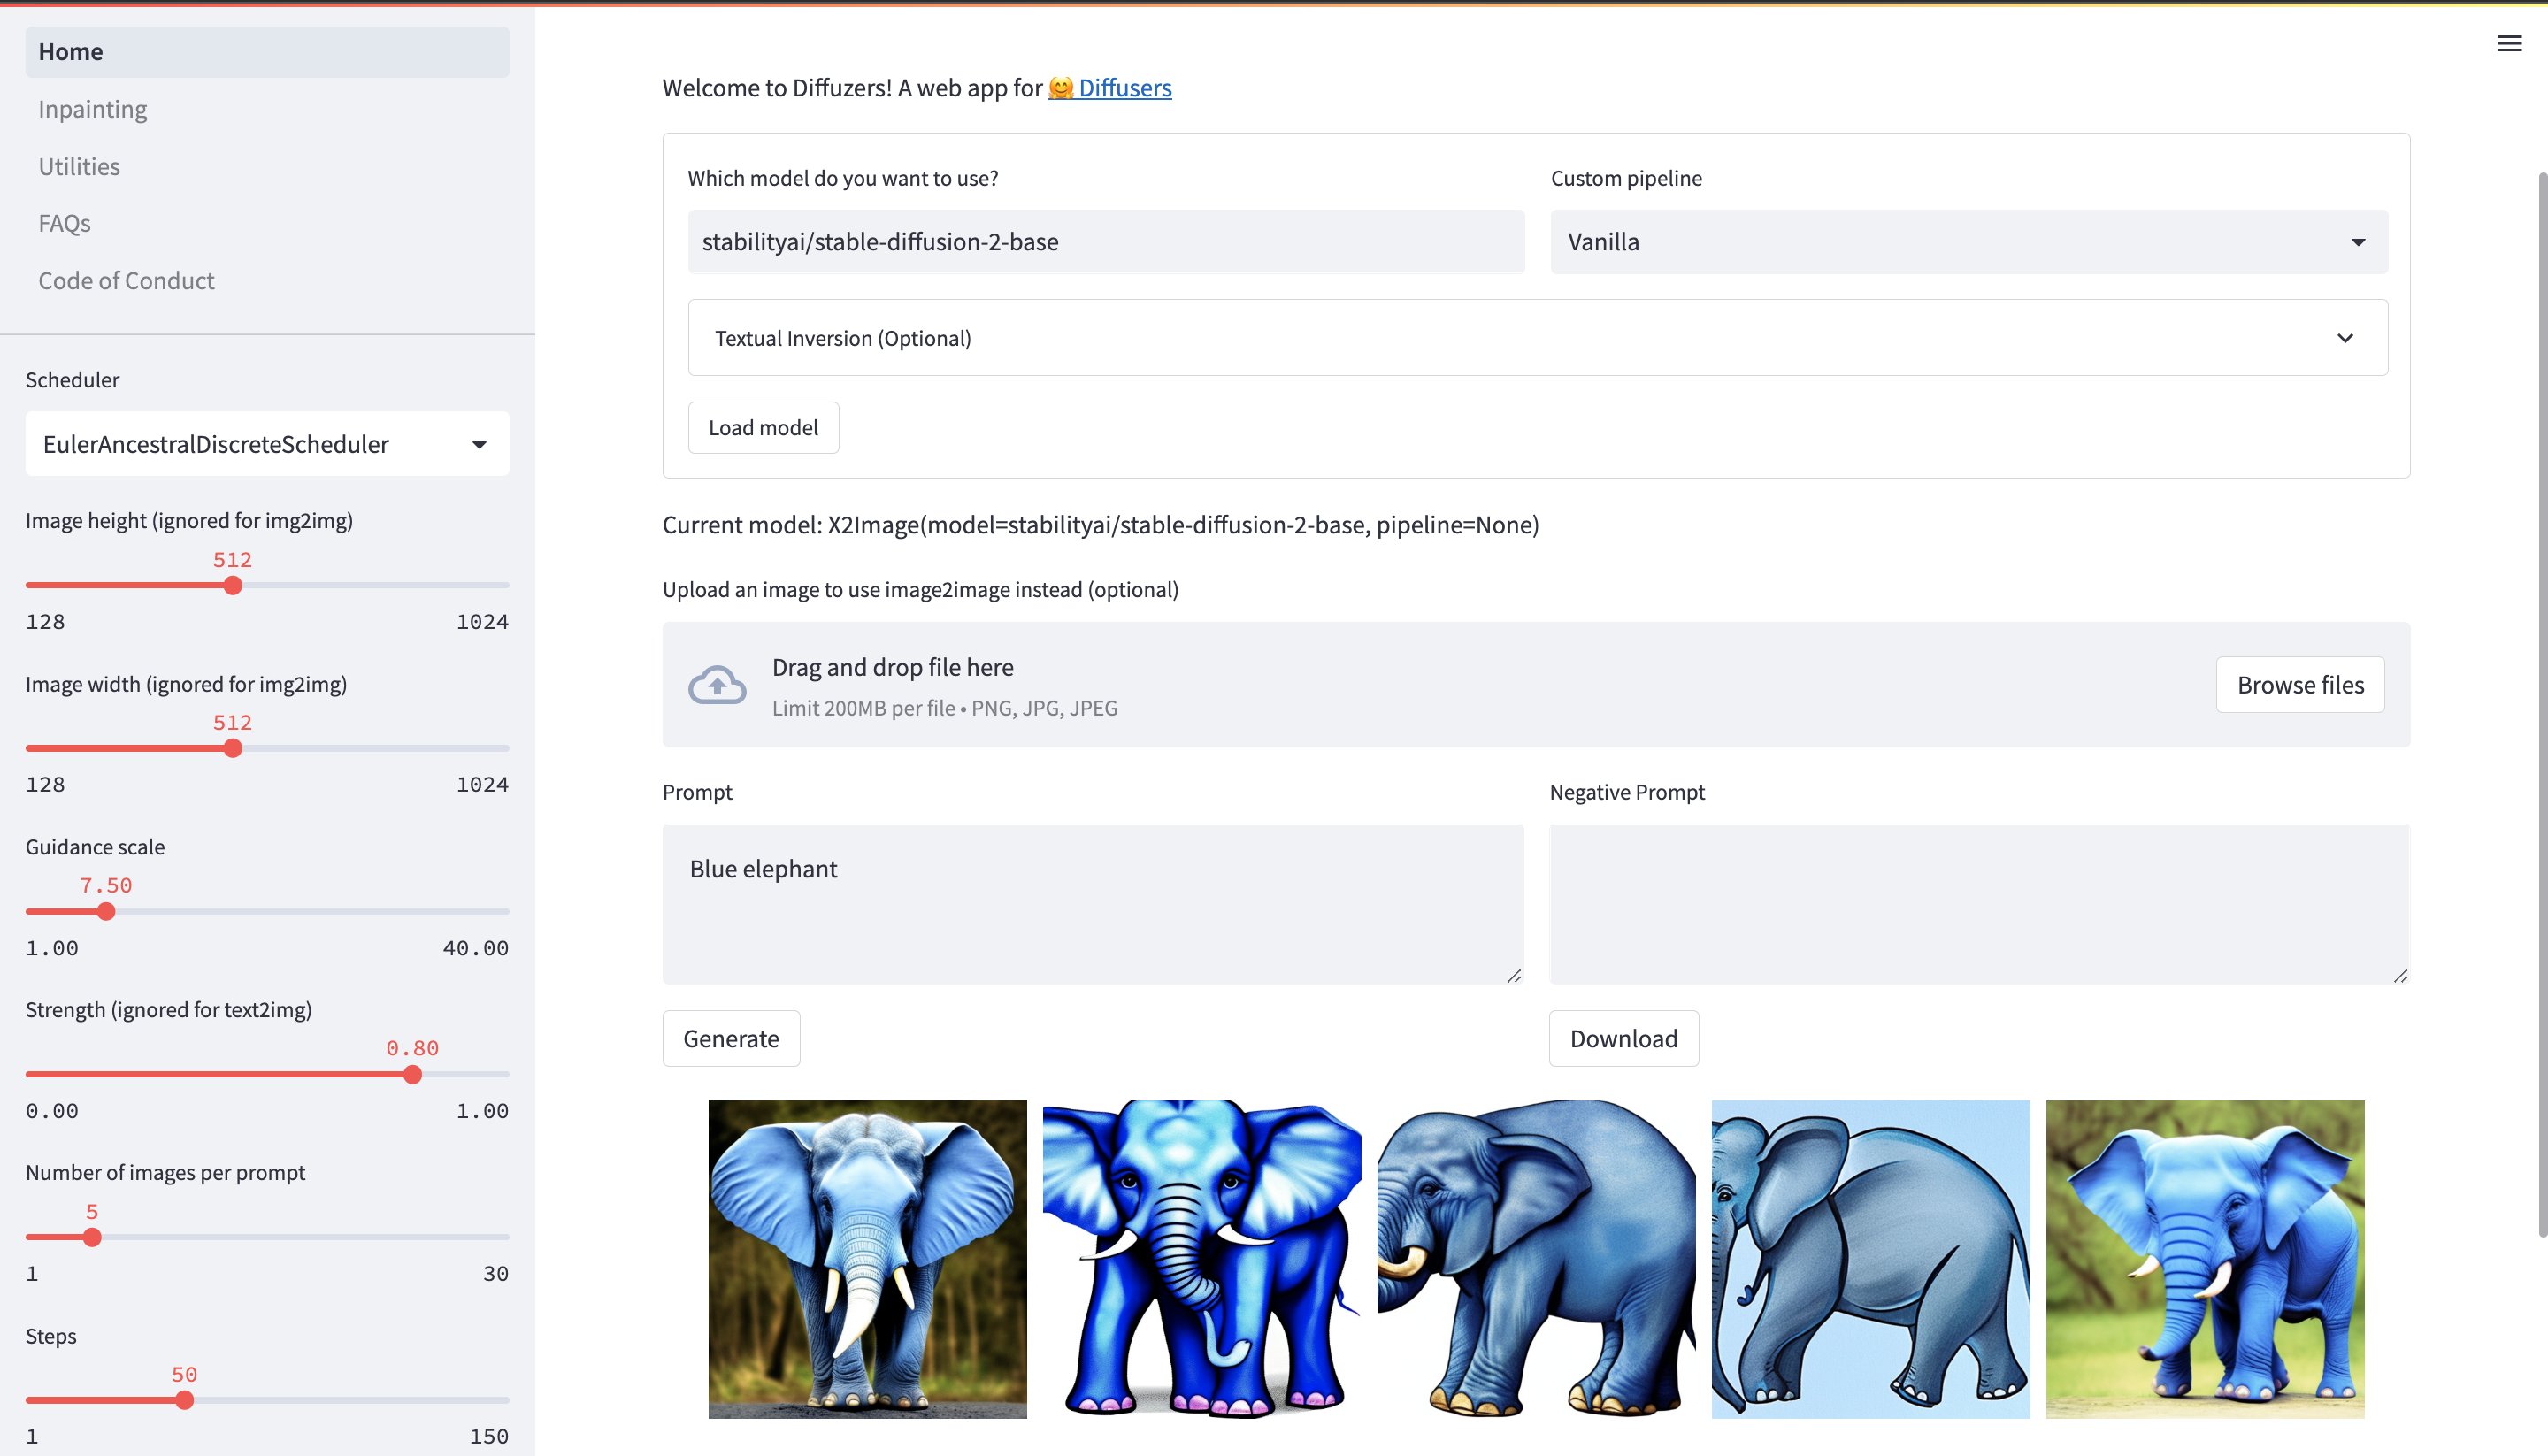 Home
Inpainting
Utilities
FAQs
Code of Conduct
Scheduler
EulerAncestralDiscreteScheduler
Image height (ignored for img2img)
512
128 1024
Image width (ignored for img2img)
512
128 1024
Guidance scale
7.50
1.00 40.00
Strength (ignored for text2img)
0.80
0.00 1.00
Number of images per prompt
5
1 30
Steps
50
1 150
Welcome to Diffuzers! A web app for 🤗 Diffusers
Which model do you want to use? Custom pipeline
stabilityai/stable-diffusion-2-base Vanilla
Textual Inversion (Optional)
Load model
Current model: X2Image(model=stabilityai/stable-diffusion-2-base, pipeline=None)
Upload an image to use image2image instead (optional)
Drag and drop file here
Limit 200MB per file • PNG, JPG, JPEG
Browse files
Prompt Negative Prompt
Blue elephant
Generate Download